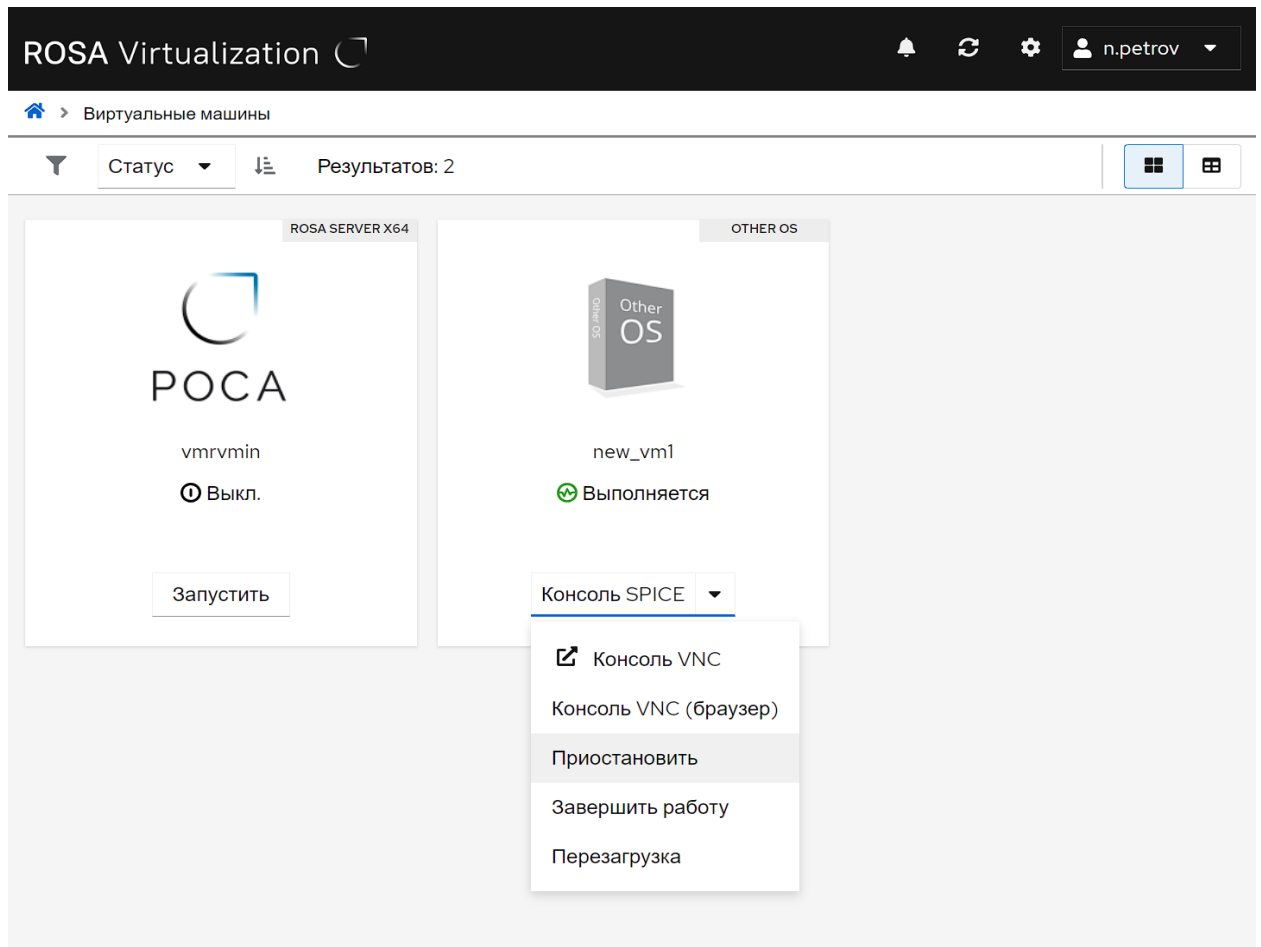 ROSA Virtualization
n.petrov
Виртуальные машины
Статус
Результатов: 2
ROSA SERVER X64
РОСА
vmrvmin
Выкл.
Запустить
OTHER OS
Other OS
Other
OS
new_vm1
Выполняется
Консоль SPICE
Консоль VNC
Консоль VNC (браузер)
Приостановить
Завершить работу
Перезагрузка